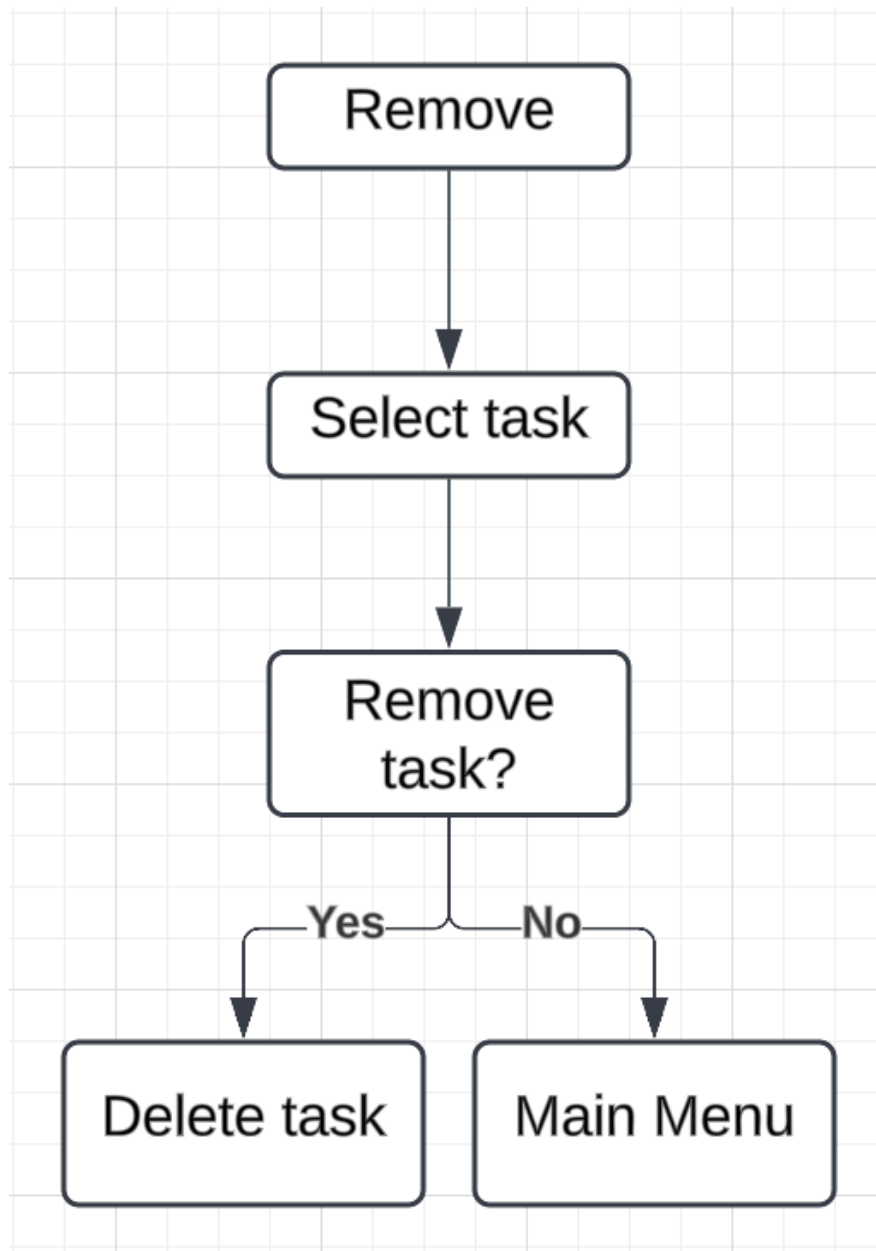 Remove
Select task
Remove
task?
Yes
No
Delete task
Main Menu